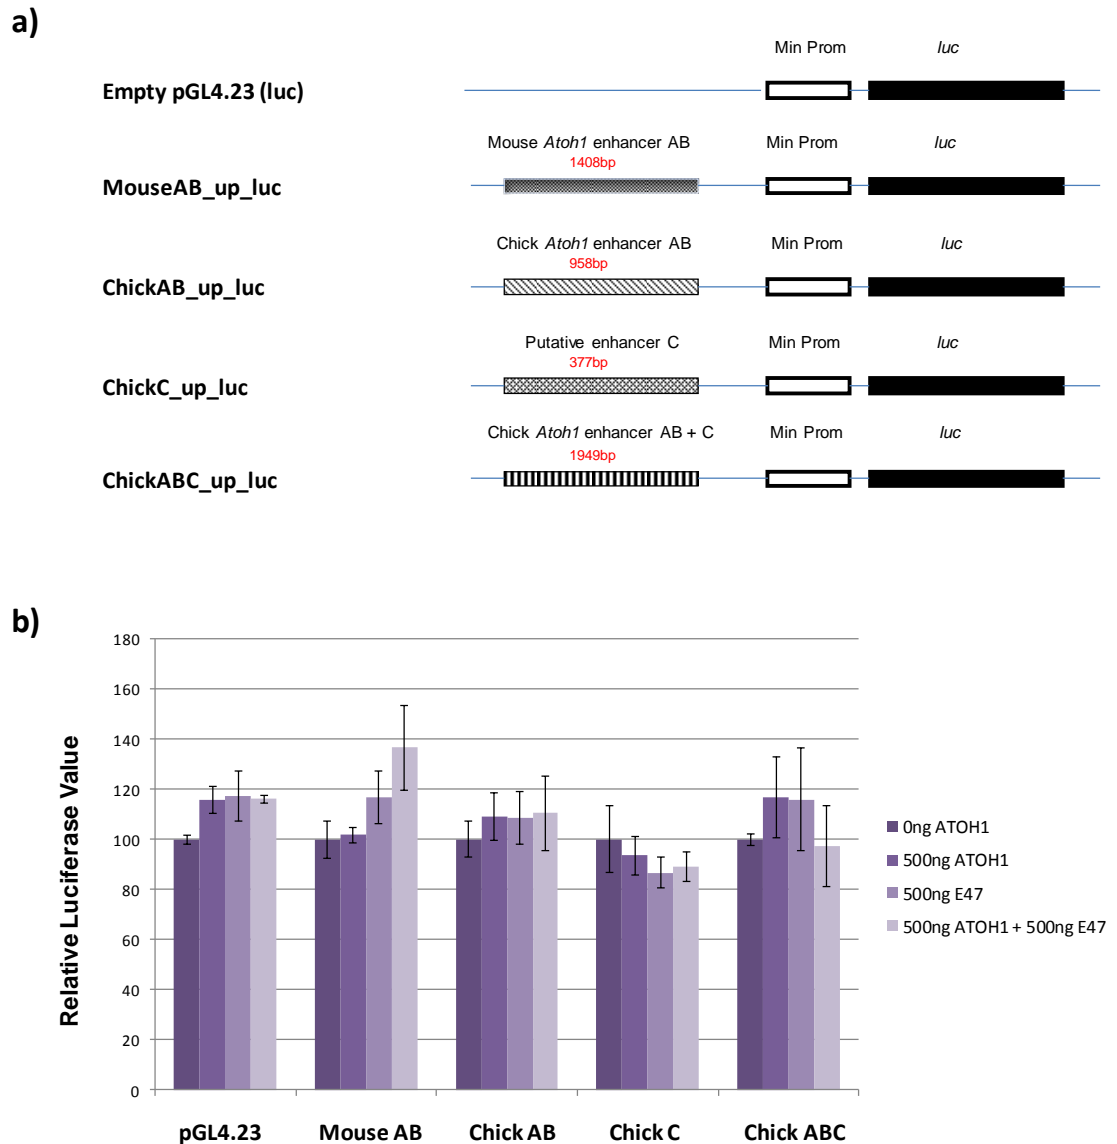 a)
Min Prom luc
Empty pGL4.23 (luc)
Mouse Atoh1 enhancer AB Min Prom luc
1408bp
MouseAB_up_luc
Chick Atoh1 enhancer AB Min Prom luc
958bp
ChickAB_up_luc
Putative enhancer C Min Prom luc
377bp
ChickC_up_luc
Chick Atoh1 enhancer AB + C Min Prom luc
1949bp
ChickABC_up_luc
b)
Relative Luciferase Value
180
160
140
120
100
80
60
40
20
0
pGL4.23 Mouse AB Chick AB Chick C Chick ABC
0ng ATOH1
500ng ATOH1
500ng E47
500ng ATOH1 + 500ng E47